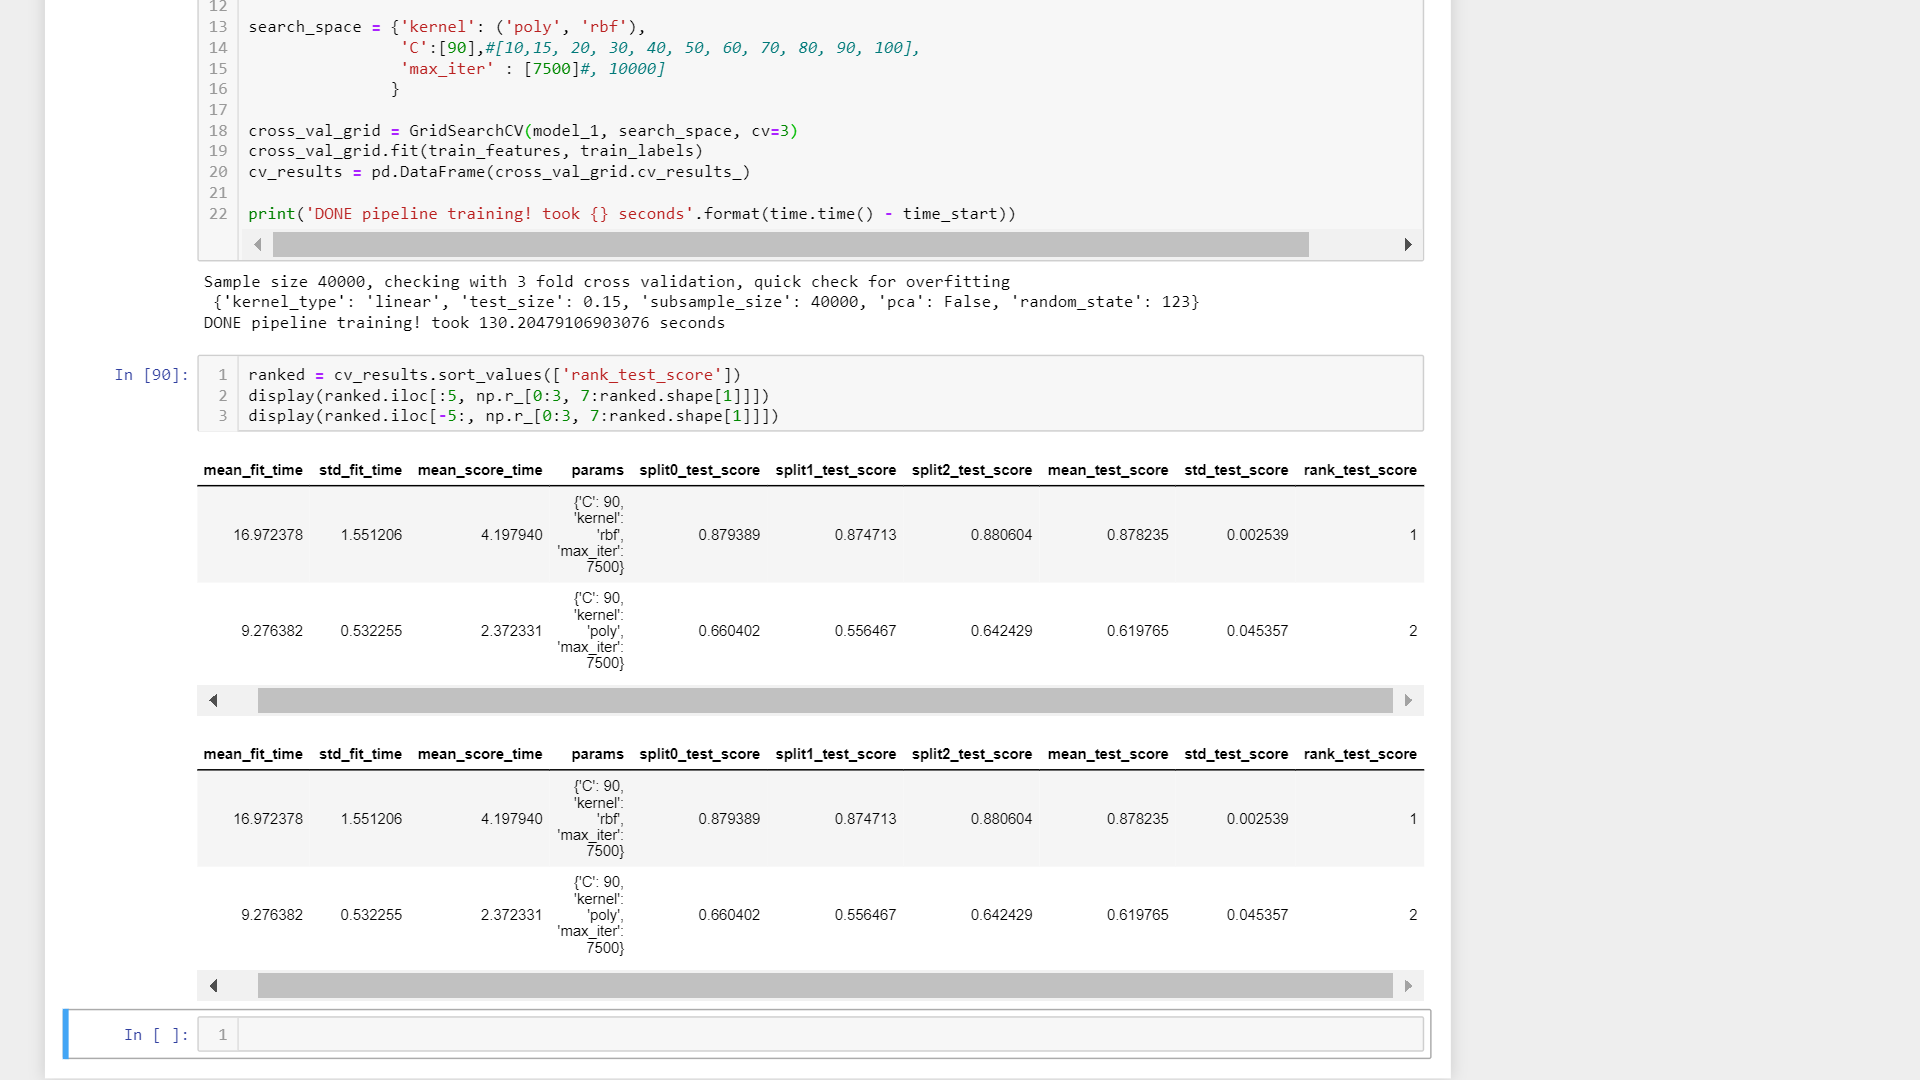 12
13 search_space = {'kernel': ('poly', 'rbf'),
14 'C':[90],#[10,15, 20, 30, 40, 50, 60, 70, 80, 90, 100],
15 'max_iter' : [7500]#, 10000]
16 }
17
18 cross_val_grid = GridSearchCV(model_1, search_space, cv=3)
19 cross_val_grid.fit(train_features, train_labels)
20 cv_results = pd.DataFrame(cross_val_grid.cv_results_)
21
22 print('DONE pipeline training! took {} seconds'.format(time.time() - time_start))
Sample size 40000, checking with 3 fold cross validation, quick check for overfitting
{'kernel_type': 'linear', 'test_size': 0.15, 'subsample_size': 40000, 'pca': False, 'random_state': 123}
DONE pipeline training! took 130.20479106903076 seconds
In [90]: 1 ranked = cv_results.sort_values(['rank_test_score'])
2 display(ranked.iloc[:5, np.r_[0:3, 7:ranked.shape[1]]])
3 display(ranked.iloc[-5:, np.r_[0:3, 7:ranked.shape[1]]])
mean_fit_time std_fit_time mean_score_time params split0_test_score split1_test_score split2_test_score mean_test_score std_test_score rank_test_score
{'C': 90,
'kernel':
16.972378 1.551206 4.197940 'rbf', 0.879389 0.874713 0.880604 0.878235 0.002539 1
'max_iter':
7500}
{'C': 90,
'kernel':
9.276382 0.532255 2.372331 'poly', 0.660402 0.556467 0.642429 0.619765 0.045357 2
'max_iter':
7500}
mean_fit_time std_fit_time mean_score_time params split0_test_score split1_test_score split2_test_score mean_test_score std_test_score rank_test_score
{'C': 90,
'kernel':
16.972378 1.551206 4.197940 'rbf', 0.879389 0.874713 0.880604 0.878235 0.002539 1
'max_iter':
7500}
{'C': 90,
'kernel':
9.276382 0.532255 2.372331 'poly', 0.660402 0.556467 0.642429 0.619765 0.045357 2
'max_iter':
7500}
In [ ]: 1